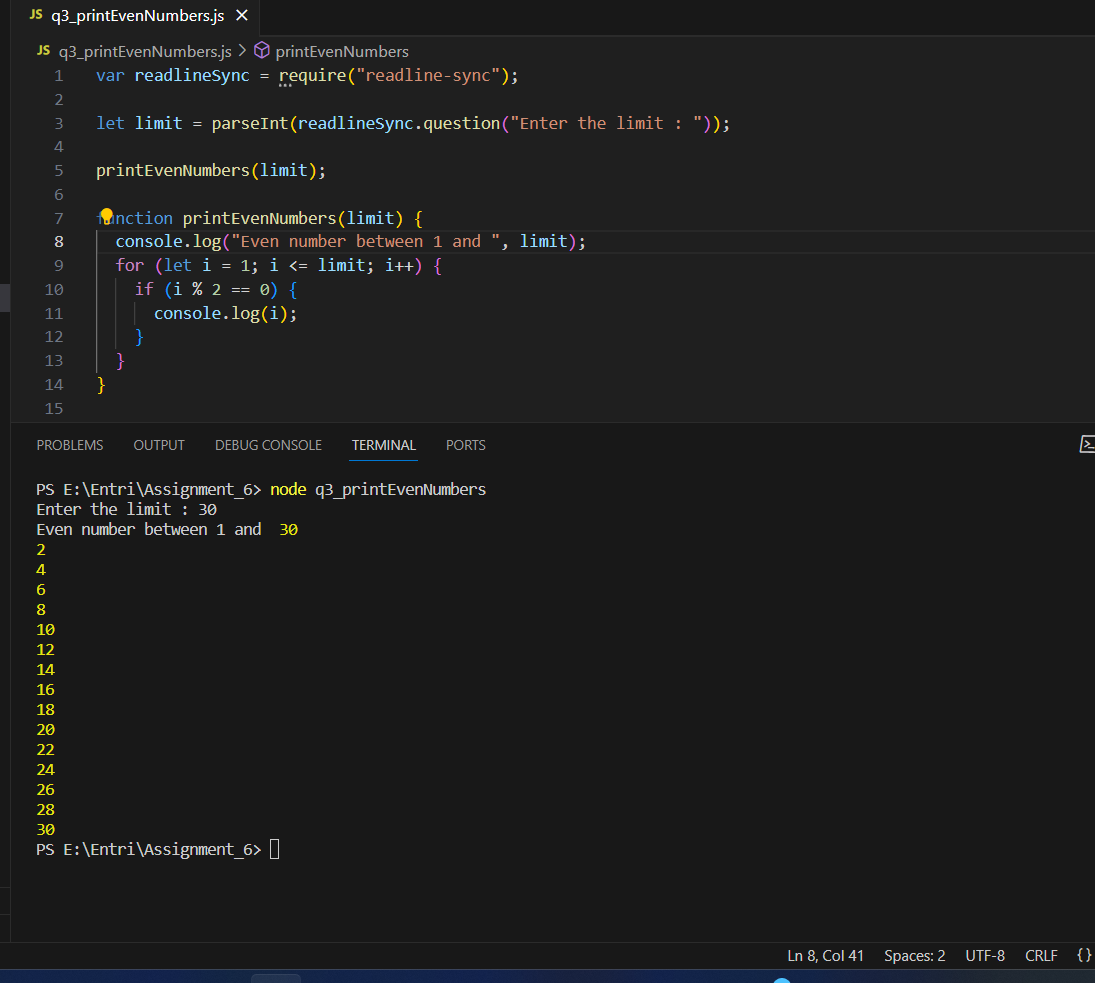 JS q3_printEvenNumbers.js ×
JS q3_printEvenNumbers.js > printEvenNumbers
1 var readlineSync = require("readline-sync");
2
3 let limit = parseInt(readlineSync.question("Enter the limit : "));
4
5 printEvenNumbers(limit);
6
7 function printEvenNumbers(limit) {
8 console.log("Even number between 1 and ", limit);
9 for (let i = 1; i <= limit; i++) {
10 if (i % 2 == 0) {
11 console.log(i);
12 }
13 }
14 }
15
PROBLEMS OUTPUT DEBUG CONSOLE TERMINAL PORTS
PS E:\Entri\Assignment_6> node q3_printEvenNumbers
Enter the limit : 30
Even number between 1 and  30
2
4
6
8
10
12
14
16
18
20
22
24
26
28
30
PS E:\Entri\Assignment_6>
Ln 8, Col 41 Spaces: 2 UTF-8 CRLF {}